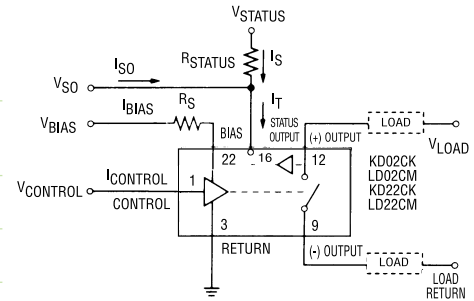 VSTATUS
RSTATUS
IS
VSO
ISO
IT
VBIAS
IBIAS
RS
BIAS
STATUS
OUTPUT
(+) OUTPUT
LOAD
VLOAD
22
16
12
KD02CK
LD02CM
KD22CK
LD22CM
VCONTROL
ICONTROL
CONTROL
1
3
9
RETURN
(-) OUTPUT
LOAD
LOAD
RETURN